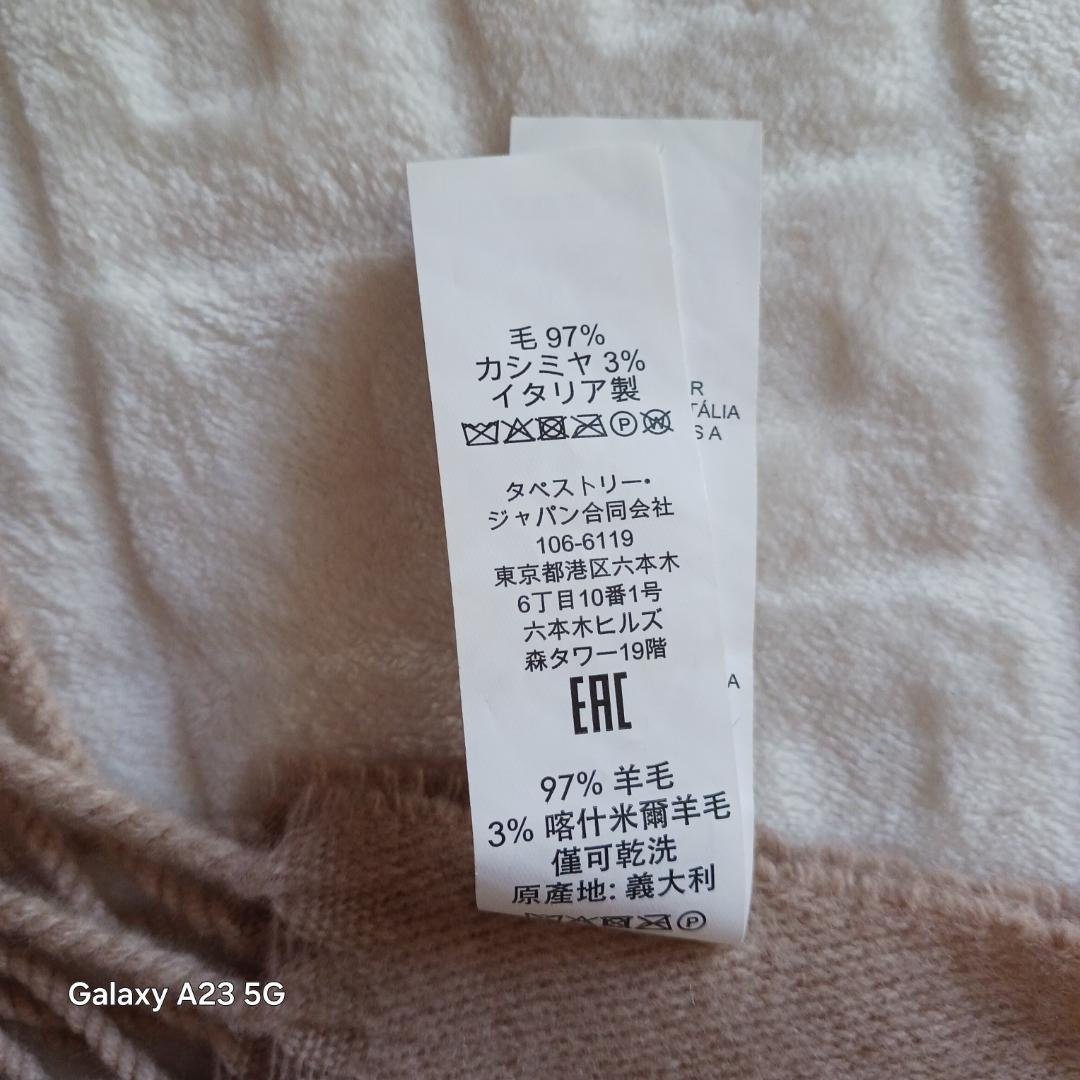 毛 97%
カシミヤ 3%
イタリア製
P W
タペストリー・
ジャパン合同会社
106-6119
東京都港区六本木
6丁目10番1号
六本木ヒルズ
森タワー19階
EAC
97% 羊毛
3% 喀什米爾羊毛
僅可乾洗
原產地: 義大利
P
R
TÁLIA
S A
A
Galaxy A23 5G